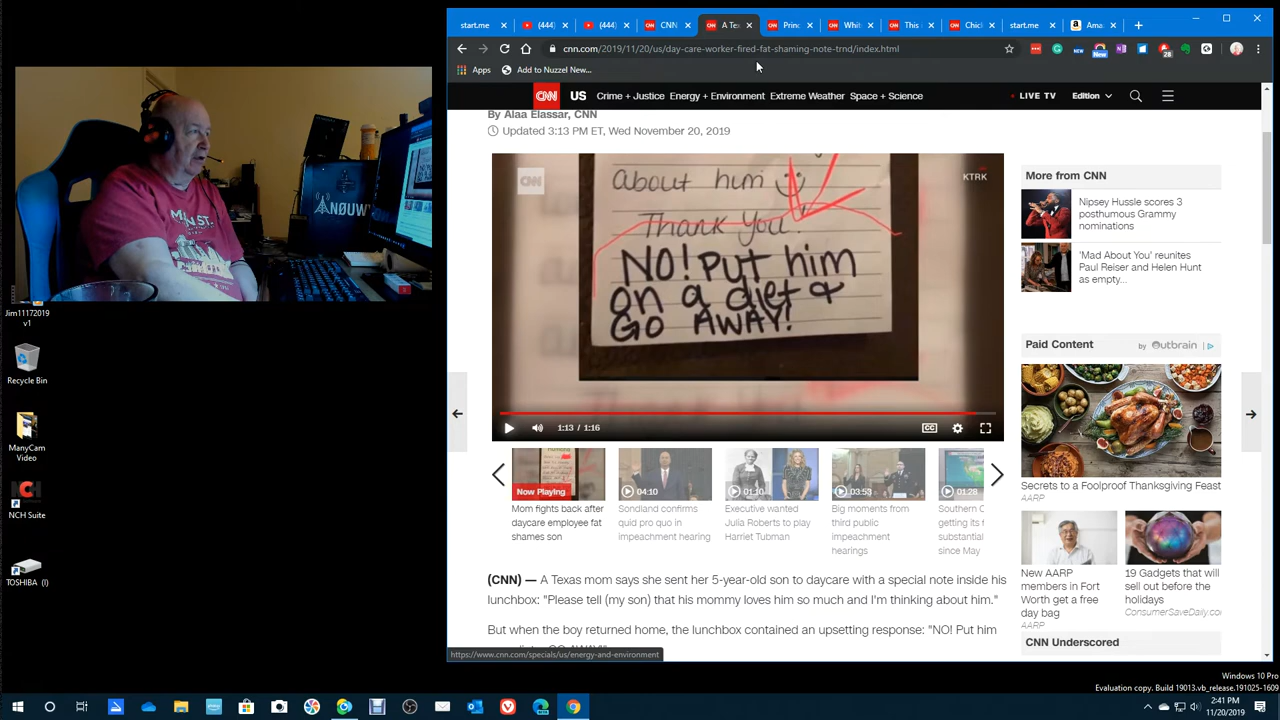 start.me
(444)
(444)
CNN
A Te
Princ
Whit
This
Chic
start.me
Ama
cnn.com/2019/11/20/us/day-care-worker-fired-fat-shaming-note-trnd/index.html
New
28
Apps
Add to Nuzzel New...
CNN
US
Crime + Justice
Energy + Environment
Extreme Weather
Space + Science
LIVE TV
Edition
By Alaa Elassar, CNN
Updated 3:13 PM ET, Wed November 20, 2019
CNN
KTRK
about him
Thank You!
NO! Put him
on a diet &
GO AWAY!
1:13 / 1:16
CC
Now Playing
04:10
01:10
03:53
01:28
Mom fights back after
daycare employee fat
shames son
Sondland confirms
quid pro quo in
impeachment hearing
Executive wanted
Julia Roberts to play
Harriet Tubman
Big moments from
third public
impeachment
hearings
Southern C
getting its f
substantial
since May
(CNN) — A Texas mom says she sent her 5-year-old son to daycare with a special note inside his
lunchbox: "Please tell (my son) that his mommy loves him so much and I'm thinking about him."
But when the boy returned home, the lunchbox contained an upsetting response: "NO! Put him
https://www.cnn.com/specials/us/energy-and-environment
More from CNN
Nipsey Hussle scores 3
posthumous Grammy
nominations
'Mad About You' reunites
Paul Reiser and Helen Hunt
as empty...
Paid Content
by Outbrain
Secrets to a Foolproof Thanksgiving Feast
AARP
New AARP
members in Fort
Worth get a free
day bag
AARP
19 Gadgets that will
sell out before the
holidays
ConsumerSaveDaily.co
CNN Underscored
MAIN ST.
Jim11172019
v1
Recycle Bin
ManyCam
Video
NCH Suite
TOSHIBA (I)
Windows 10 Pro
Evaluation copy. Build 19013.vb_release.191025-1609
2:41 PM
11/20/2019